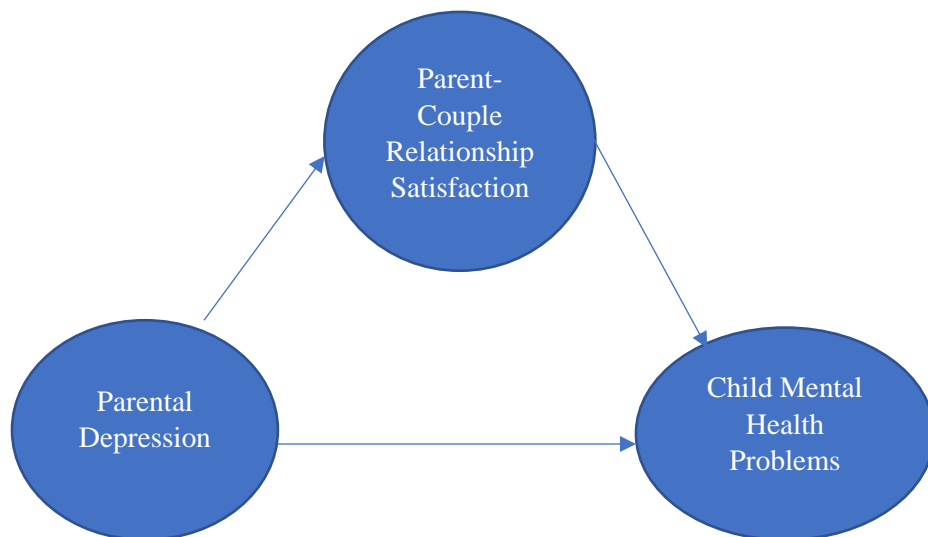 Parent-
Couple
Relationship
Satisfaction
Parental
Depression
Child Mental
Health
Problems